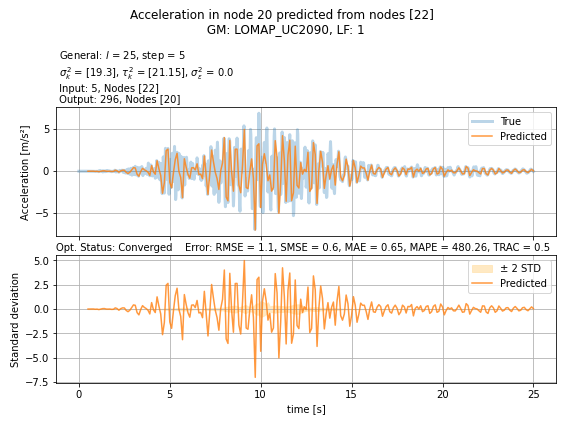 Acceleration in node 20 predicted from nodes [22]
GM: LOMAP_UC2090, LF: 1
General: l = 25, step = 5
σ²ₖ = [19.3], τ²ₖ = [21.15], σ²ε = 0.0
Input: 5, Nodes [22]
Output: 296, Nodes [20]
Acceleration [m/s²]
5
0
−5
True
Predicted
Opt. Status: Converged Error: RMSE = 1.1, SMSE = 0.6, MAE = 0.65, MAPE = 480.26, TRAC = 0.5
Standard deviation
5.0
2.5
0.0
−2.5
−5.0
−7.5
± 2 STD
Predicted
0 5 10 15 20 25
time [s]